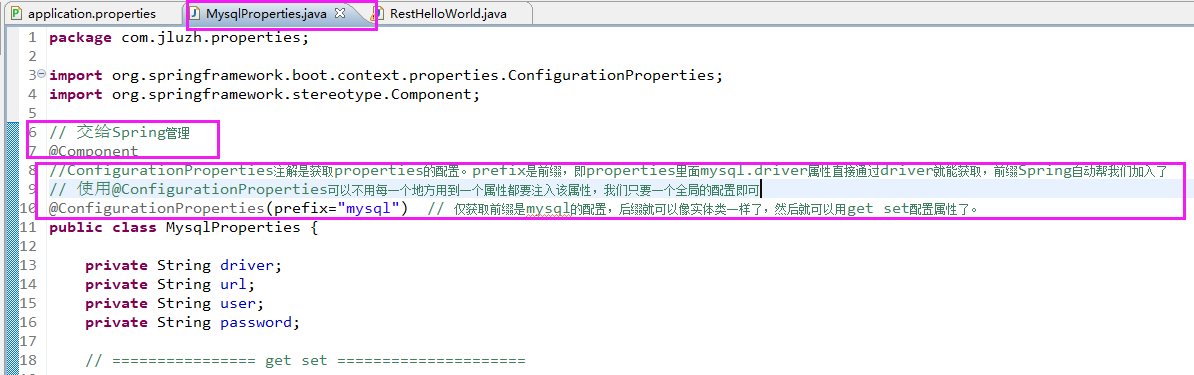 application.properties MysqlProperties.java RestHelloWorld.java
1 package com.jluzh.properties;
2
3 import org.springframework.boot.context.properties.ConfigurationProperties;
4 import org.springframework.stereotype.Component;
5
6 // 交给Spring管理
7 @Component
8 //ConfigurationProperties注解是获取properties的配置。prefix是前缀，即properties里面mysql.driver属性直接通过driver就能获取，前缀Spring自动帮我们加入了
9 // 使用@ConfigurationProperties可以不用每一个地方用到一个属性都要注入该属性，我们只要一个全局的配置即可
10 @ConfigurationProperties(prefix="mysql") // 仅获取前缀是mysql的配置，后缀就可以像实体类一样了，然后就可以用get set配置属性了。
11 public class MysqlProperties {
12
13 private String driver;
14 private String url;
15 private String user;
16 private String password;
17
18 // ================ get set =====================